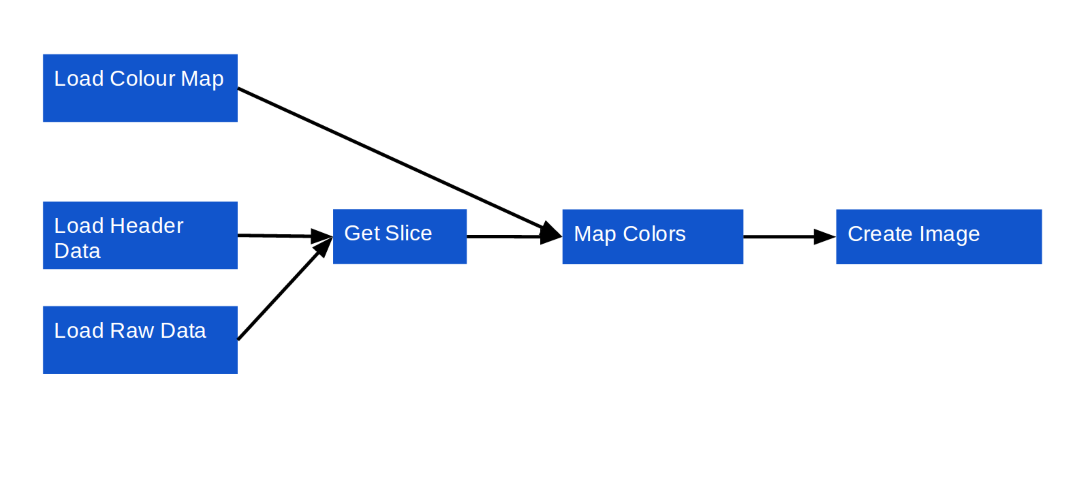 Load Colour Map
Load Header
Data
Load Raw Data
Get Slice
Map Colors
Create Image